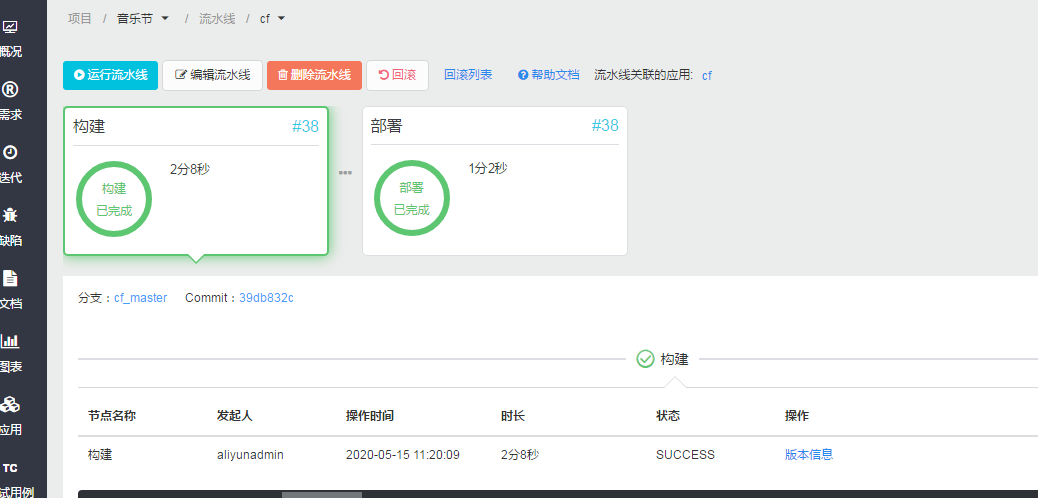 项目 / 音乐节 / 流水线 / cf
概况
需求
迭代
缺陷
文档
图表
应用
TC
试用例
运行流水线 编辑流水线 删除流水线 回滚 回滚列表 帮助文档 流水线关联的应用: cf
构建 #38
2分8秒
构建
已完成
部署 #38
1分2秒
部署
已完成
分支：cf_master Commit：39db832c
构建
节点名称 发起人 操作时间 时长 状态 操作
构建 aliyunadmin 2020-05-15 11:20:09 2分8秒 SUCCESS 版本信息